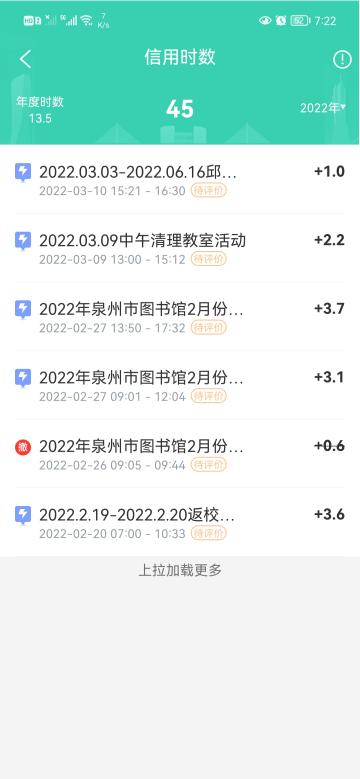 HD 2 5G 7 K/s 62 7:22
信用时数
年度时数
13.5
45
2022年
2022.03.03-2022.06.16邱... +1.0
2022-03-10 15:21 - 16:30 待评价
2022.03.09中午清理教室活动 +2.2
2022-03-09 13:00 - 15:12 待评价
2022年泉州市图书馆2月份... +3.7
2022-02-27 13:50 - 17:32 待评价
2022年泉州市图书馆2月份... +3.1
2022-02-27 09:01 - 12:04 待评价
撤 2022年泉州市图书馆2月份... +0.6
2022-02-26 09:05 - 09:44 待评价
2022.2.19-2022.2.20返校... +3.6
2022-02-20 07:00 - 10:33 待评价
上拉加载更多